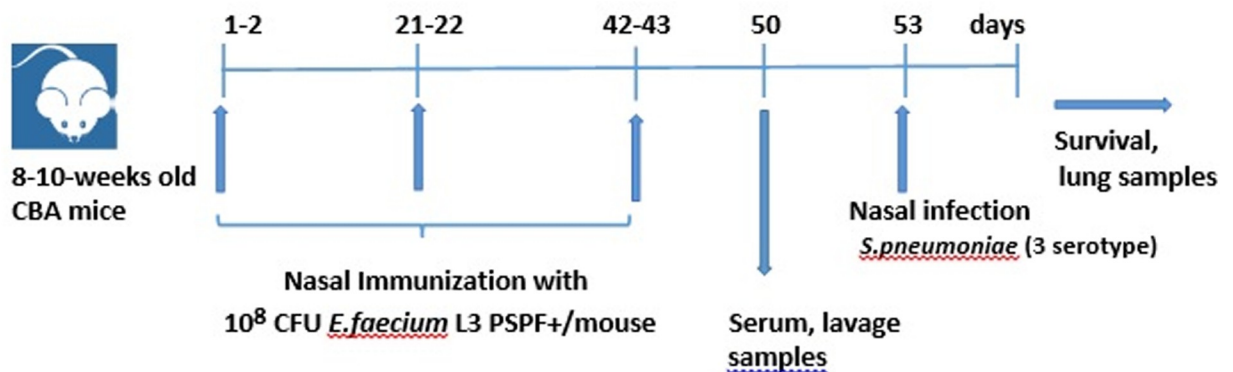 1-2 21-22 42-43 50 53 days
8-10-weeks old
CBA mice
Nasal Immunization with
10⁸ CFU E.faecium L3 PSPF+/mouse
Serum, lavage
samples
Nasal infection
S.pneumoniae (3 serotype)
Survival,
lung samples